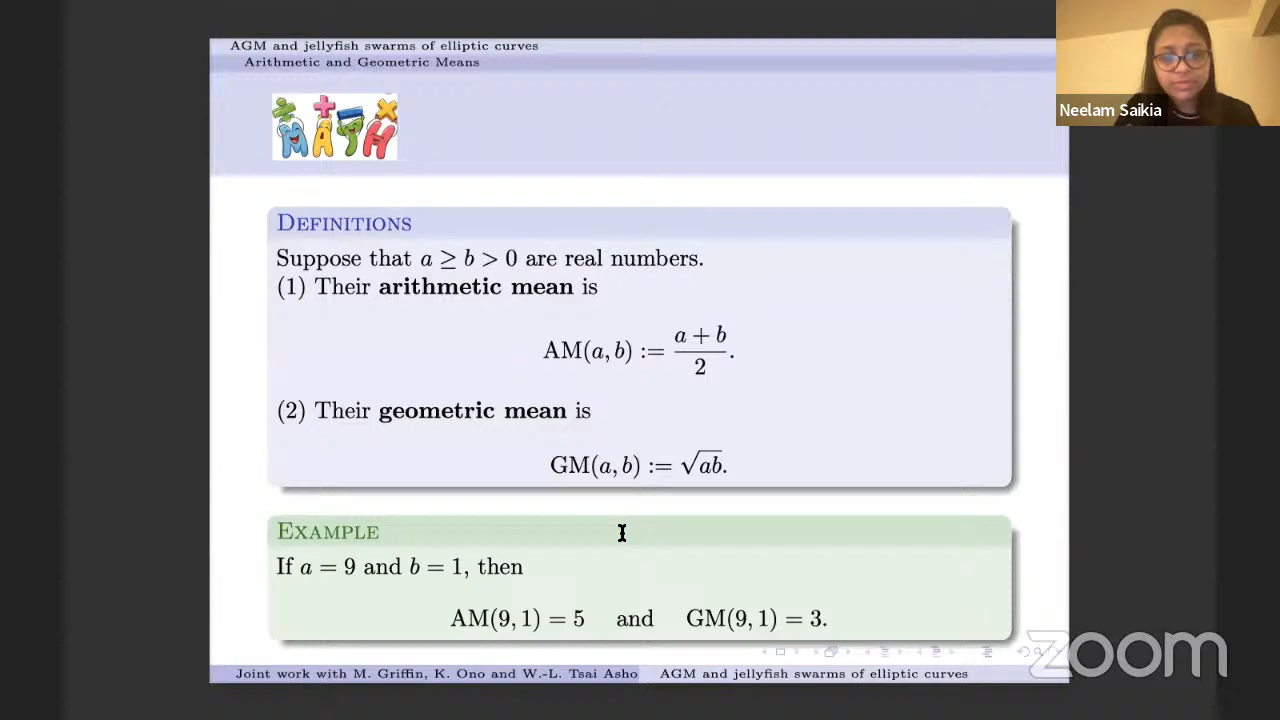 AGM and jellyfish swarms of elliptic curves
Arithmetic and Geometric Means
MATH
Neelam Saikia
DEFINITIONS
Suppose that a ≥ b > 0 are real numbers.
(1) Their arithmetic mean is
AM(a, b) := \frac{a + b}{2}.
(2) Their geometric mean is
GM(a, b) := √ab.
EXAMPLE
If a = 9 and b = 1, then
AM(9, 1) = 5 and GM(9, 1) = 3.
zoom
Joint work with M. Griffin, K. Ono and W.-L. Tsai Asho
AGM and jellyfish swarms of elliptic curves